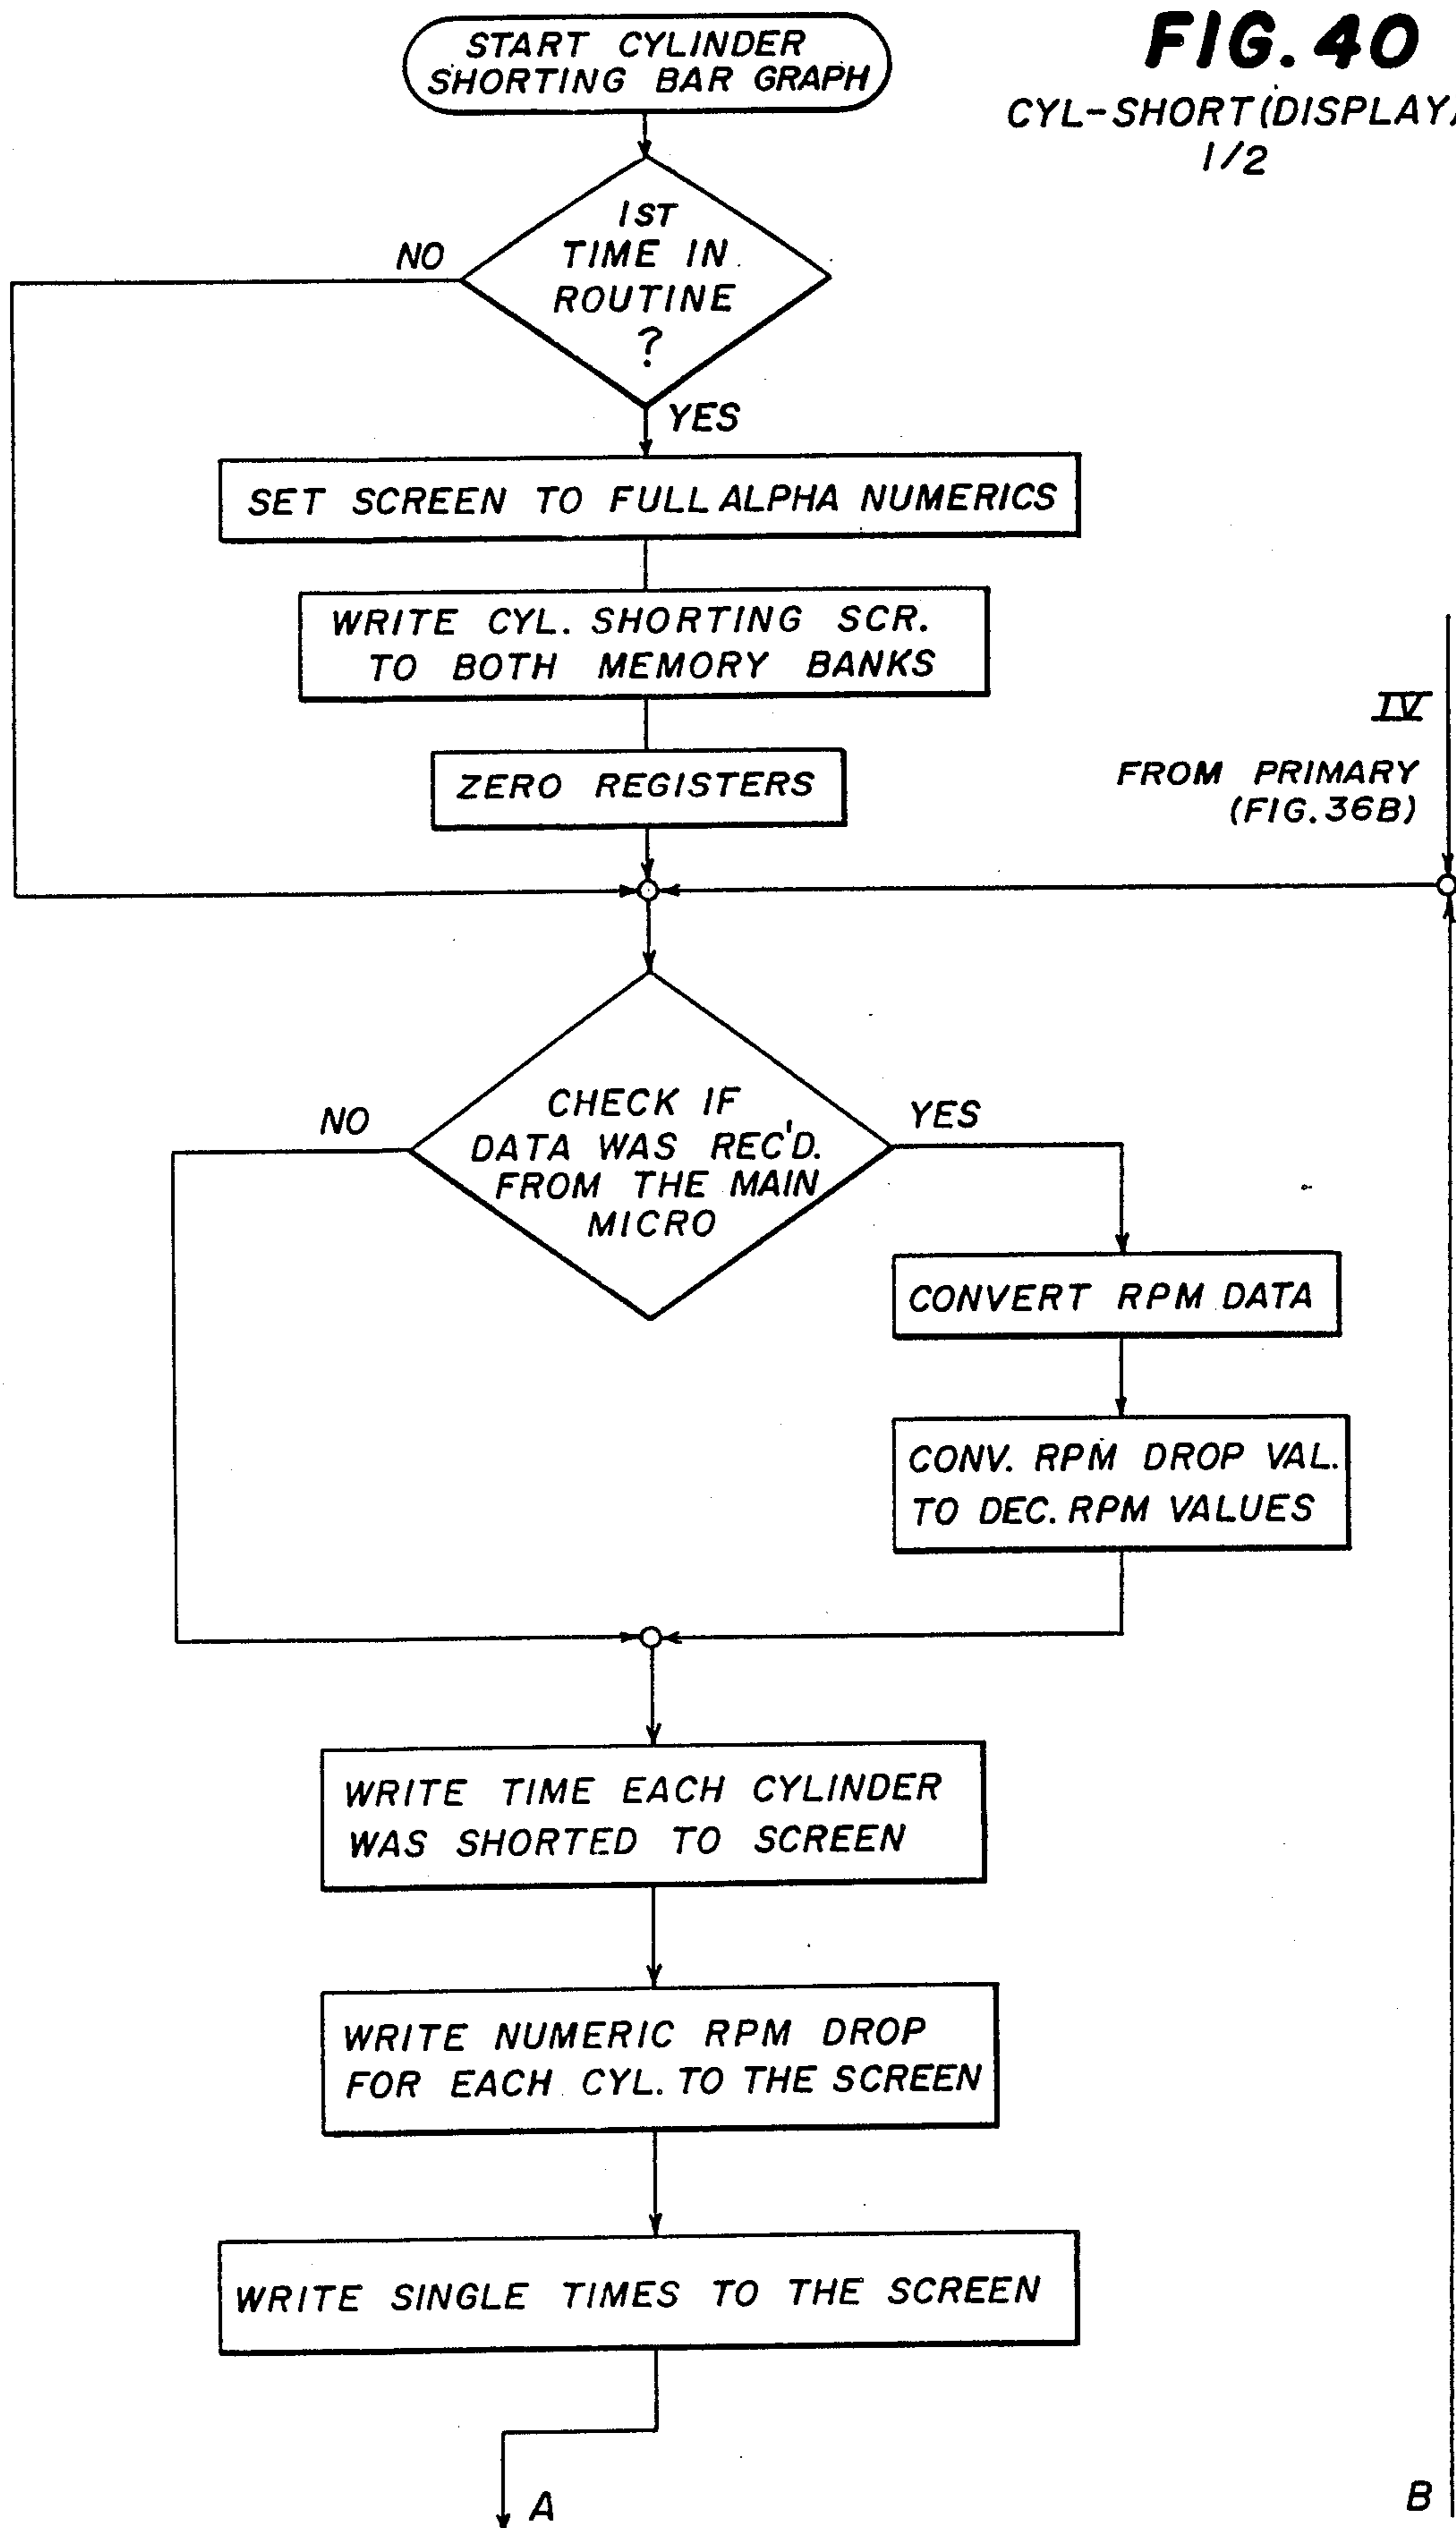 START CYLINDER
SHORTING BAR GRAPH
FIG. 40
CYL-SHORT (DISPLAY)
1/2
1ST
TIME IN
ROUTINE
?
NO
YES
SET SCREEN TO FULL ALPHA NUMERICS
WRITE CYL. SHORTING SCR.
TO BOTH MEMORY BANKS
ZERO REGISTERS
IV
FROM PRIMARY
(FIG. 36B)
CHECK IF
DATA WAS REC'D.
FROM THE MAIN
MICRO
NO
YES
CONVERT RPM DATA
CONV. RPM DROP VAL.
TO DEC. RPM VALUES
WRITE TIME EACH CYLINDER
WAS SHORTED TO SCREEN
WRITE NUMERIC RPM DROP
FOR EACH CYL. TO THE SCREEN
WRITE SINGLE TIMES TO THE SCREEN
A
B